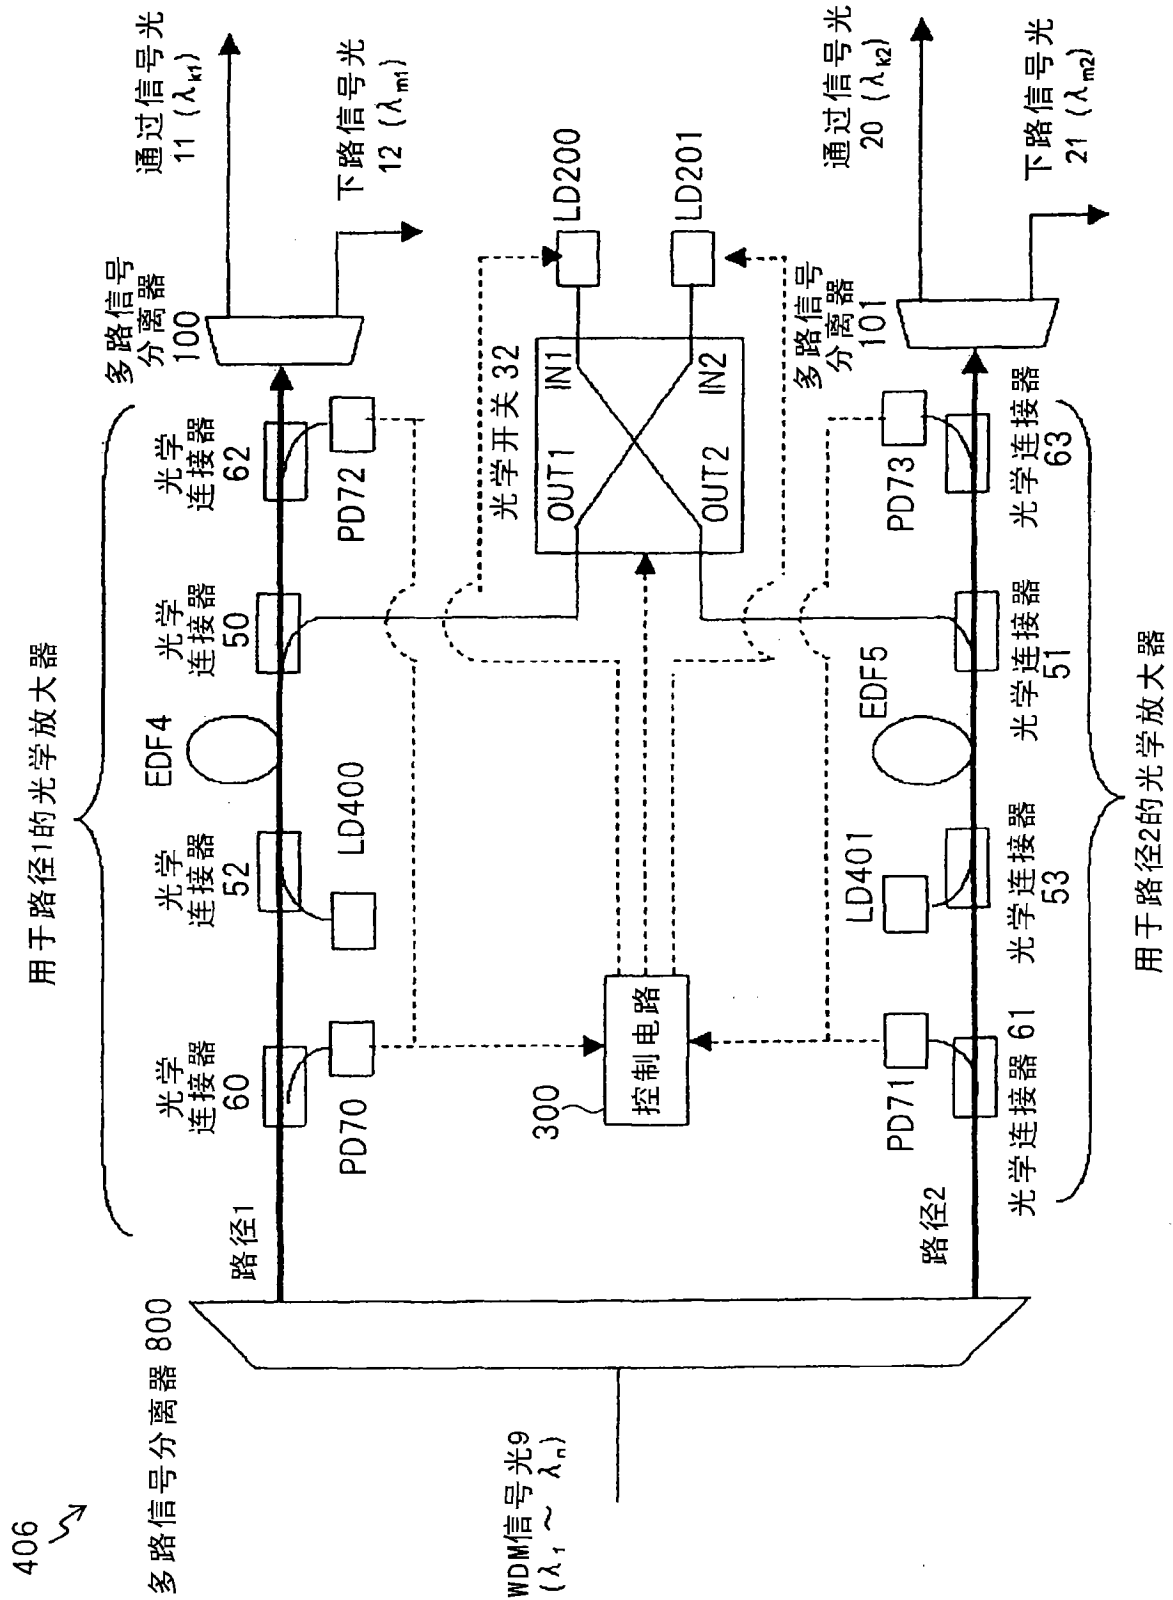 406
多路信号分离器 800
WDM信号光9
(λ1 ～ λn)
用于路径1的光学放大器
路径1
光学
连接器
60
PD70
光学
连接器
52
LD400
EDF4
光学
连接器
50
光学
连接器
62
PD72
多路信号
分离器
100
通过信号光
11 (λk1)
下路信号光
12 (λm1)
300
控制电路
光学开关 32
OUT1
IN1
OUT2
IN2
LD200
LD201
路径2
PD71
光学连接器 61
LD401
光学连接器
53
EDF5
光学连接器
51
PD73
光学连接器
63
多路信号
分离器
101
通过信号光
20 (λk2)
下路信号光
21 (λm2)
用于路径2的光学放大器